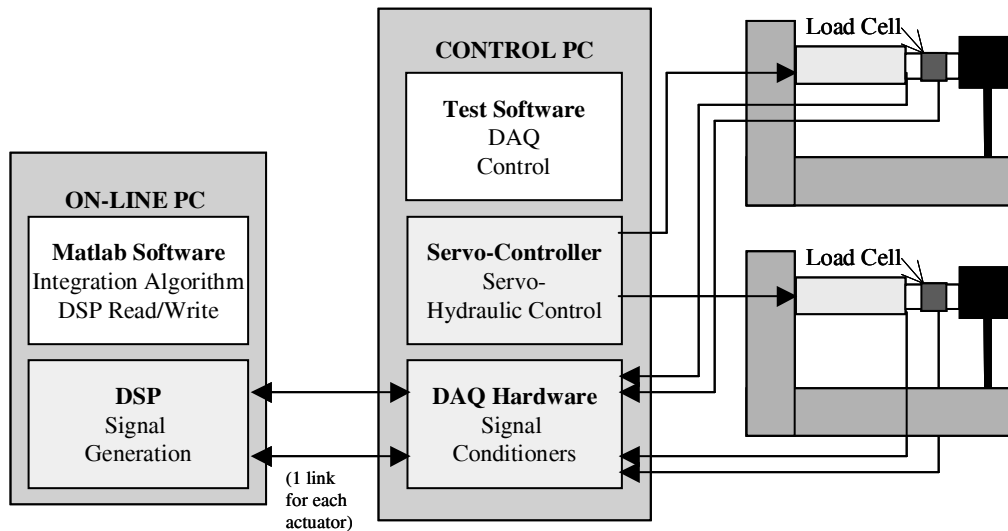 CONTROL PC
Test Software
DAQ
Control
Servo-Controller
Servo-
Hydraulic Control
DAQ Hardware
Signal
Conditioners
ON-LINE PC
Matlab Software
Integration Algorithm
DSP Read/Write
DSP
Signal
Generation
(1 link
for each
actuator)
Load Cell
Load Cell